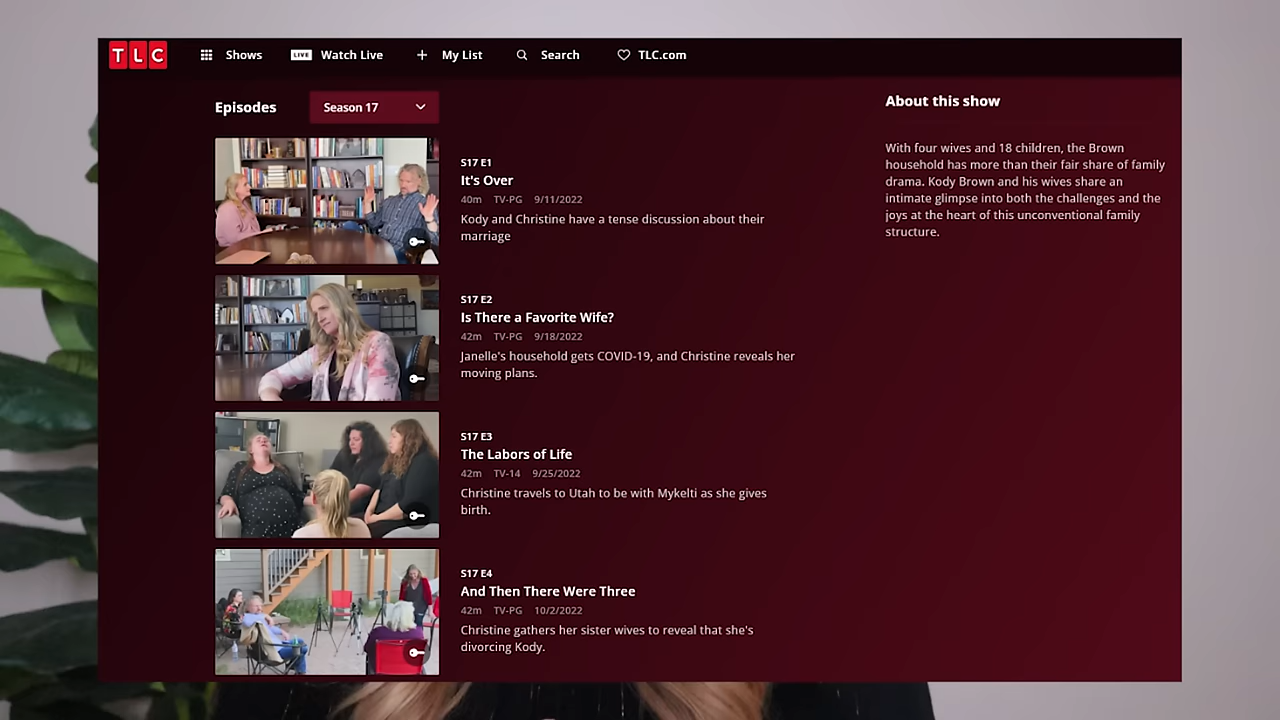 TLC
Shows
LIVE Watch Live
My List
Search
TLC.com
Episodes
Season 17
S17 E1
It's Over
40m TV-PG 9/11/2022
Kody and Christine have a tense discussion about their
marriage
S17 E2
Is There a Favorite Wife?
42m TV-PG 9/18/2022
Janelle's household gets COVID-19, and Christine reveals her
moving plans.
S17 E3
The Labors of Life
42m TV-14 9/25/2022
Christine travels to Utah to be with Mykelti as she gives
birth.
S17 E4
And Then There Were Three
42m TV-PG 10/2/2022
Christine gathers her sister wives to reveal that she's
divorcing Kody.
About this show
With four wives and 18 children, the Brown
household has more than their fair share of family
drama. Kody Brown and his wives share an
intimate glimpse into both the challenges and the
joys at the heart of this unconventional family
structure.